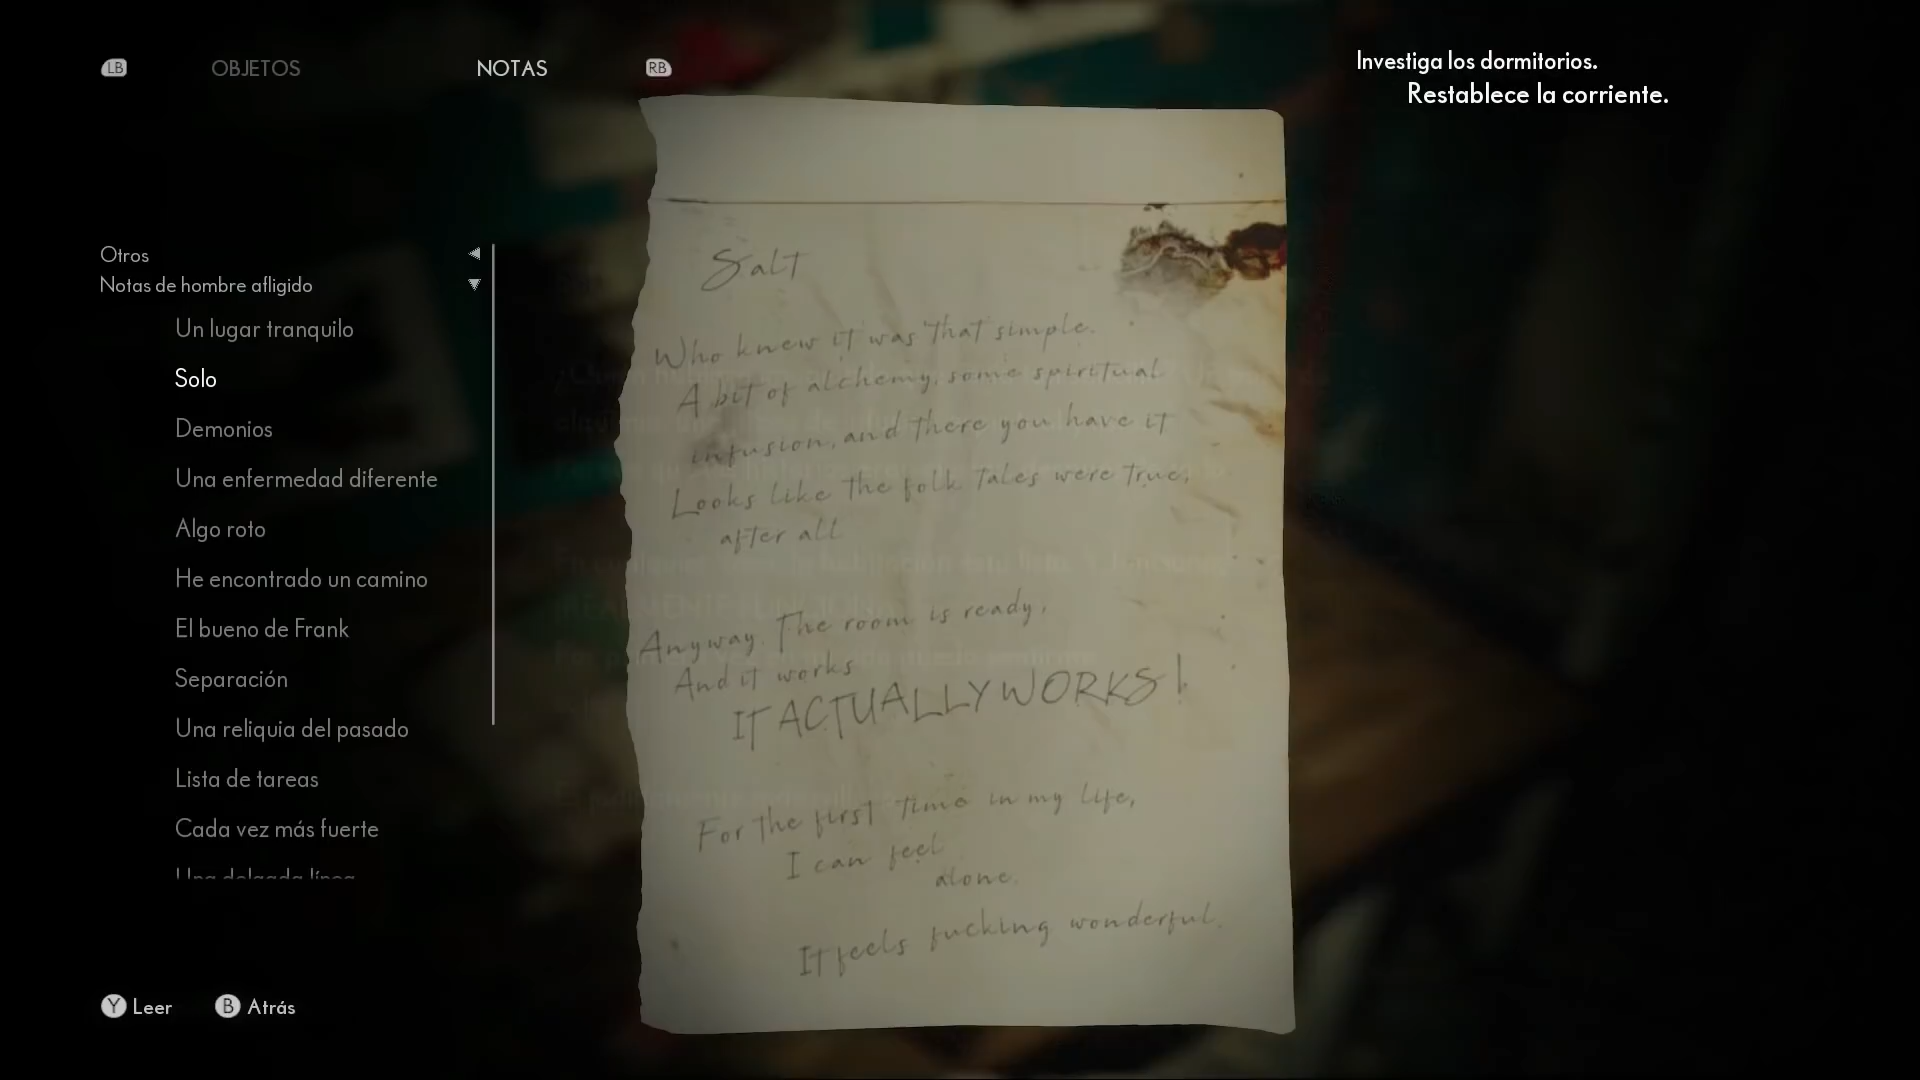 LB
OBJETOS
NOTAS
RB
Investiga los dormitorios.
Restablece la corriente.
Otros
Notas de hombre afligido
Un lugar tranquilo
Solo
Demonios
Una enfermedad diferente
Algo roto
He encontrado un camino
El bueno de Frank
Separación
Una reliquia del pasado
Lista de tareas
Cada vez más fuerte
Una delgada línea
Salt
Who knew it was that simple.
A bit of alchemy, some spiritual
infusion, and there you have it
Looks like the folk tales were true,
after all
Anyway. The room is ready,
And it works
IT ACTUALLY WORKS!
For the first time in my life,
I can feel
alone.
It feels fucking wonderful.
Y Leer
B Atrás